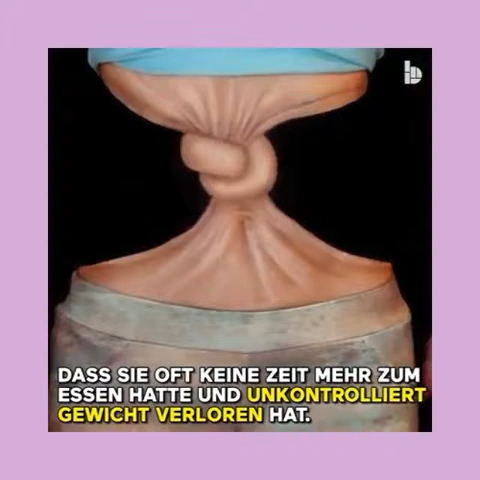 DASS SIE OFT KEINE ZEIT MEHR ZUM
ESSEN HATTE UND UNKONTROLLIERT
GEWICHT VERLOREN HAT.